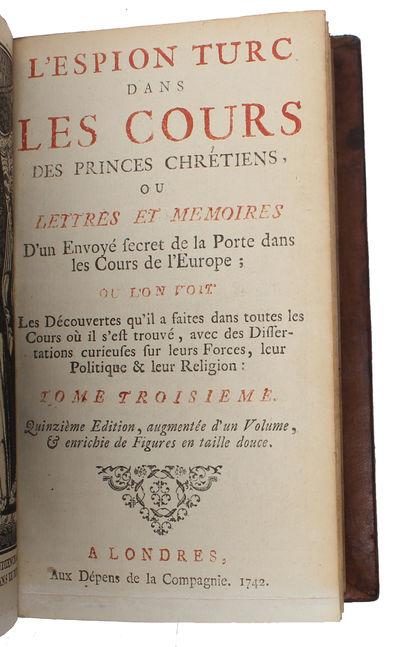 L'ESPION TURC
DANS
LES COURS
DES PRINCES CHRÉTIENS,
OU
LETTRES ET MEMOIRES
D'un Envoyé ſecret de la Porte dans
les Cours de l'Europe ;
OU L'ON VOIT
Les Découvertes qu'il a faites dans toutes les
Cours où il s'eſt trouvé, avec des Diſſer-
tations curieuſes ſur leurs Forces, leur
Politique & leur Religion :
TOME TROISIEME.
Quinzième Edition, augmentée d'un Volume,
& enrichie de Figures en taille douce.
A LONDRES,
Aux Dépens de la Compagnie. 1742.